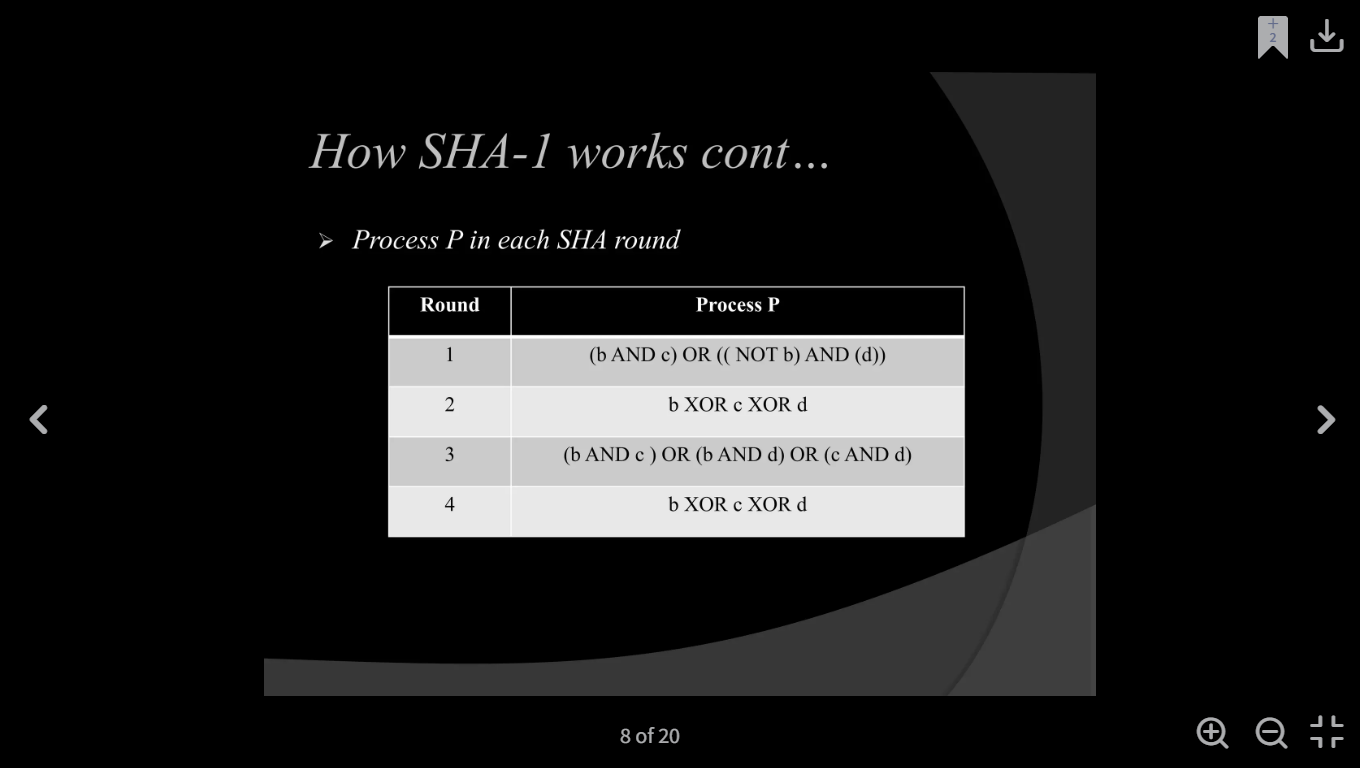 +
2
How SHA-1 works cont…
➢ Process P in each SHA round
Round Process P
1 (b AND c) OR (( NOT b) AND (d))
2 b XOR c XOR d
3 (b AND c ) OR (b AND d) OR (c AND d)
4 b XOR c XOR d
8 of 20